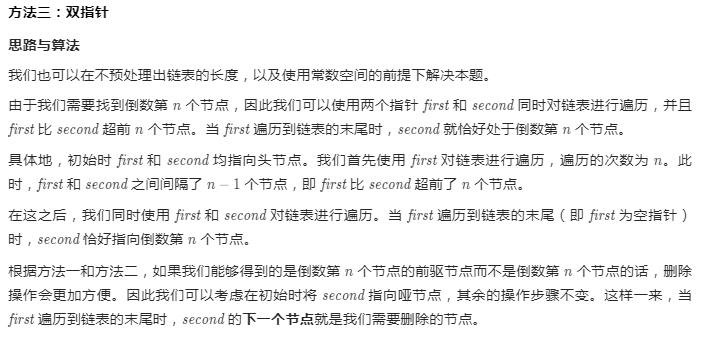 方法三：双指针
思路与算法
我们也可以在不预处理出链表的长度，以及使用常数空间的前提下解决本题。
由于我们需要找到倒数第 n 个节点，因此我们可以使用两个指针 first 和 second 同时对链表进行遍历，并且
first 比 second 超前 n 个节点。当 first 遍历到链表的末尾时，second 就恰好处于倒数第 n 个节点。
具体地，初始时 first 和 second 均指向头节点。我们首先使用 first 对链表进行遍历，遍历的次数为 n。此
时，first 和 second 之间间隔了 n − 1 个节点，即 first 比 second 超前了 n 个节点。
在这之后，我们同时使用 first 和 second 对链表进行遍历。当 first 遍历到链表的末尾（即 first 为空指针）
时，second 恰好指向倒数第 n 个节点。
根据方法一和方法二，如果我们能够得到的是倒数第 n 个节点的前驱节点而不是倒数第 n 个节点的话，删除
操作会更加方便。因此我们可以考虑在初始时将 second 指向哑节点，其余的操作步骤不变。这样一来，当
first 遍历到链表的末尾时，second 的下一个节点就是我们需要删除的节点。